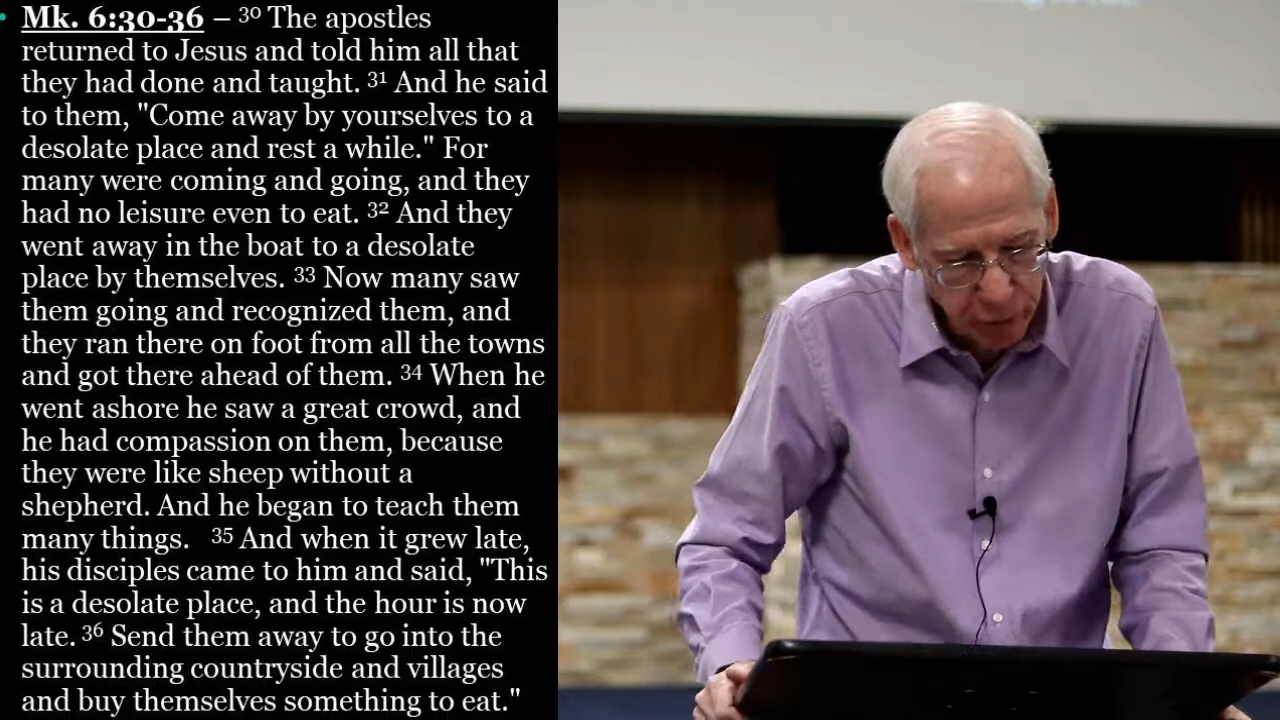 • Mk. 6:30-36 – ³⁰ The apostles
returned to Jesus and told him all that
they had done and taught. ³¹ And he said
to them, "Come away by yourselves to a
desolate place and rest a while." For
many were coming and going, and they
had no leisure even to eat. ³² And they
went away in the boat to a desolate
place by themselves. ³³ Now many saw
them going and recognized them, and
they ran there on foot from all the towns
and got there ahead of them. ³⁴ When he
went ashore he saw a great crowd, and
he had compassion on them, because
they were like sheep without a
shepherd. And he began to teach them
many things. ³⁵ And when it grew late,
his disciples came to him and said, "This
is a desolate place, and the hour is now
late. ³⁶ Send them away to go into the
surrounding countryside and villages
and buy themselves something to eat."